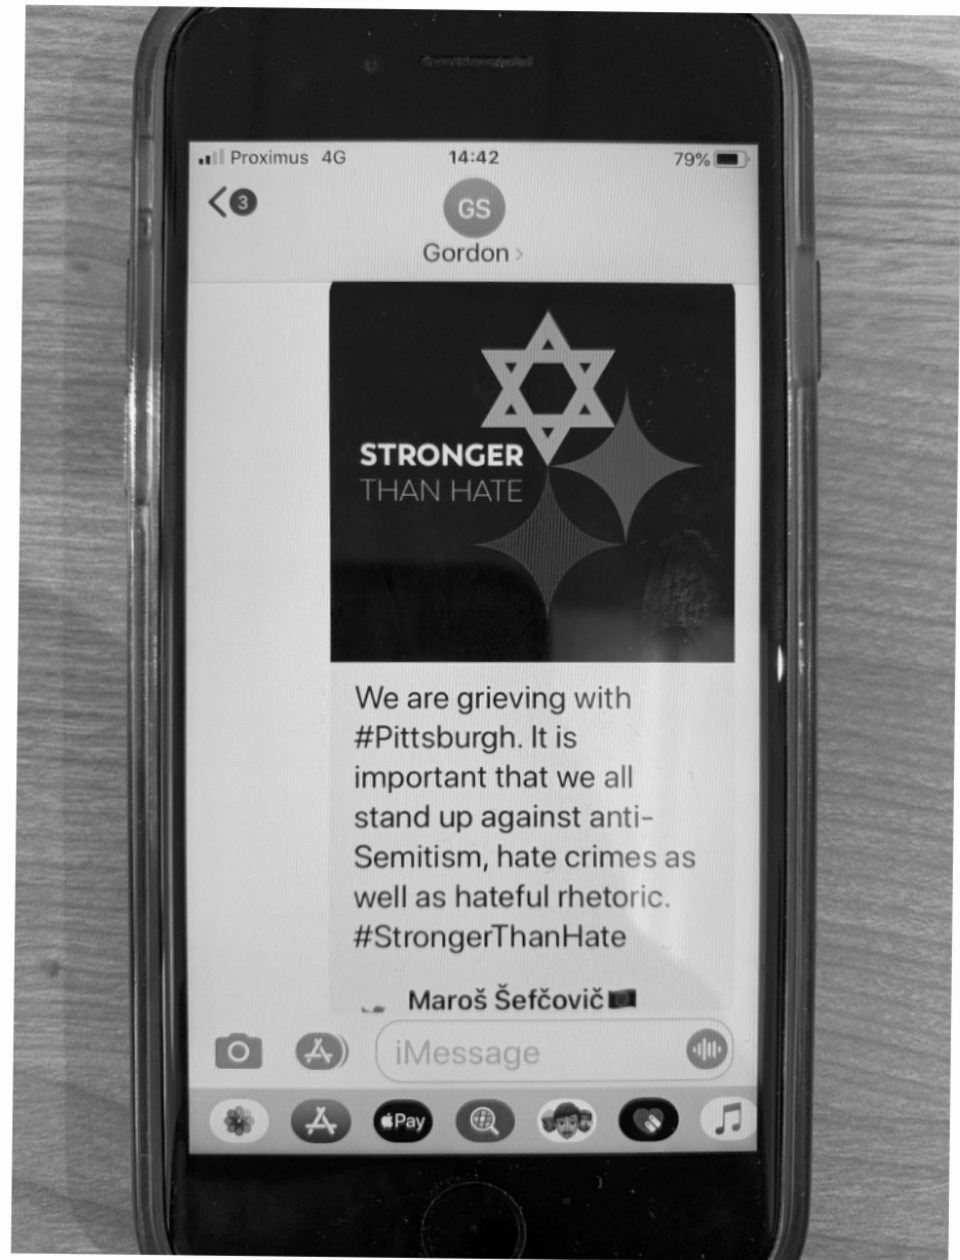 Proximus 4G 14:42 79%
3
GS
Gordon
STRONGER
THAN HATE
We are grieving with
#Pittsburgh. It is
important that we all
stand up against anti-
Semitism, hate crimes as
well as hateful rhetoric.
#StrongerThanHate
Maroš Šefčovič
iMessage
Pay